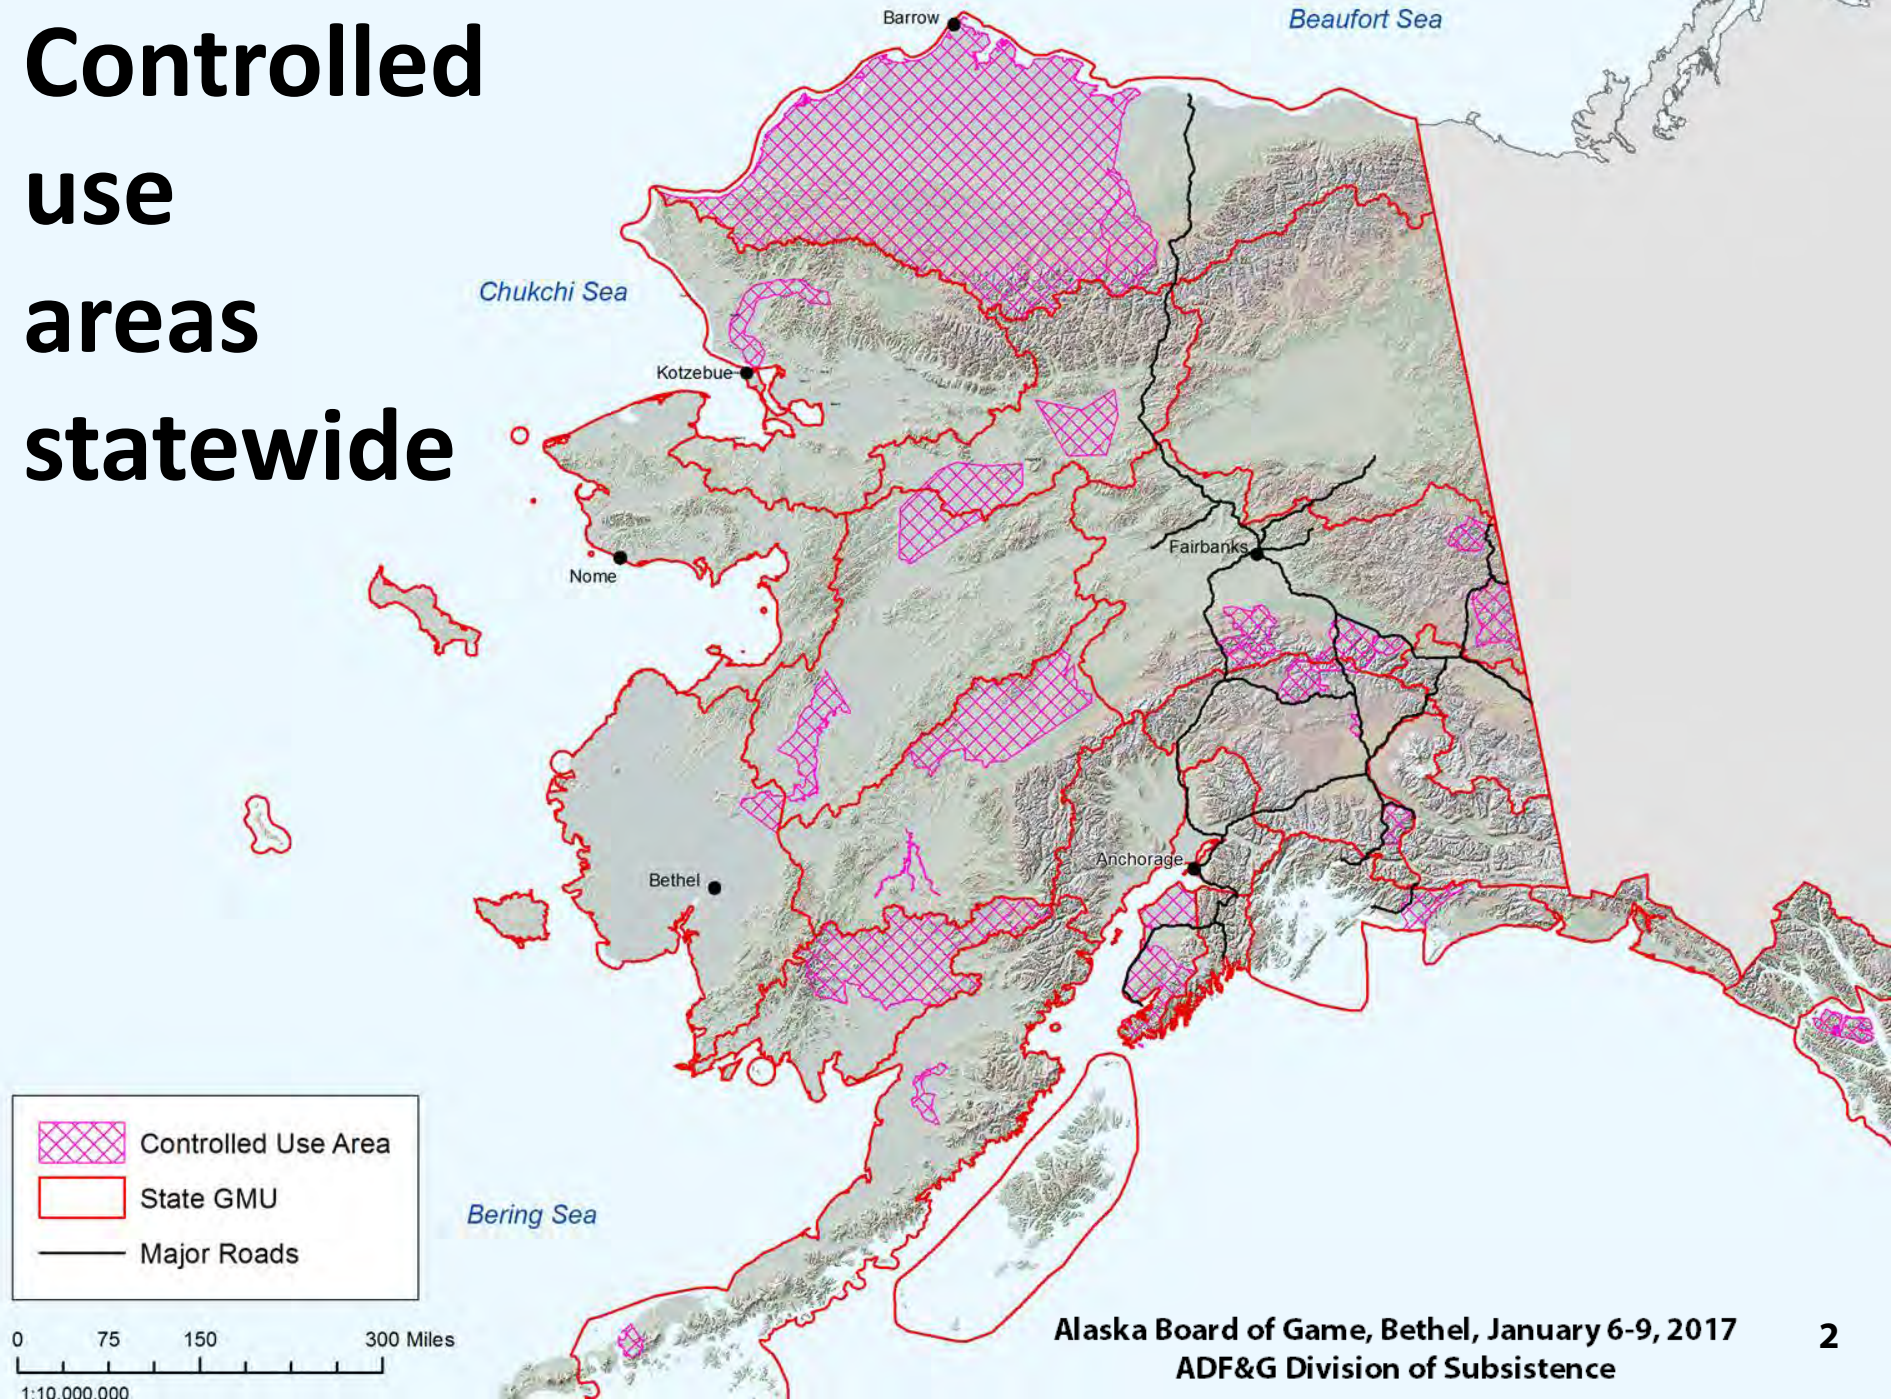 Controlled
use
areas
statewide
Barrow
Beaufort Sea
Chukchi Sea
Kotzebue
Fairbanks
Nome
Anchorage
Bethel
Controlled Use Area
State GMU
Major Roads
Bering Sea
0 75 150 300 Miles
1:10,000,000
Alaska Board of Game, Bethel, January 6-9, 2017
ADF&G Division of Subsistence
2